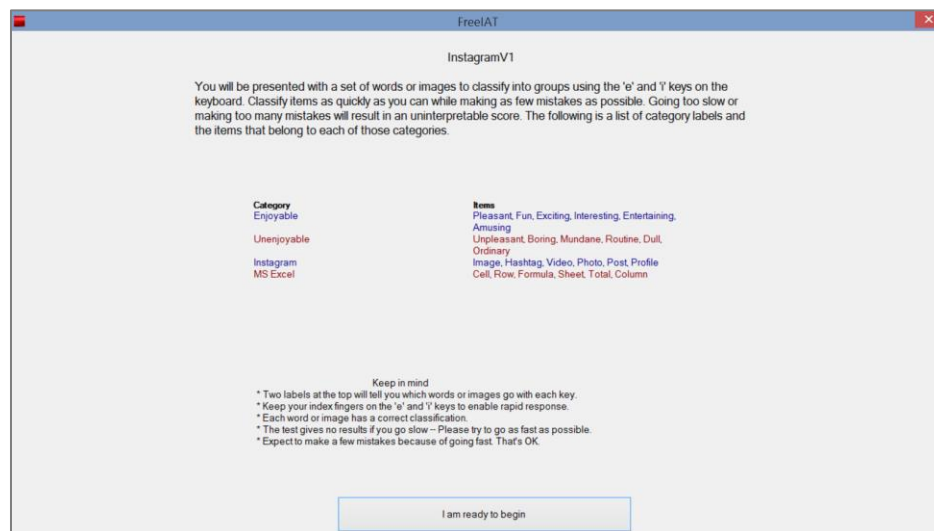 FreeIAT
InstagramV1
You will be presented with a set of words or images to classify into groups using the 'e' and 'i' keys on the
keyboard. Classify items as quickly as you can while making as few mistakes as possible. Going too slow or
making too many mistakes will result in an uninterpretable score. The following is a list of category labels and
the items that belong to each of those categories.
Category Items
Enjoyable Pleasant, Fun, Exciting, Interesting, Entertaining,
Amusing
Unenjoyable Unpleasant, Boring, Mundane, Routine, Dull,
Ordinary
Instagram Image, Hashtag, Video, Photo, Post, Profile
MS Excel Cell, Row, Formula, Sheet, Total, Column
Keep in mind
* Two labels at the top will tell you which words or images go with each key.
* Keep your index fingers on the 'e' and 'i' keys to enable rapid response.
* Each word or image has a correct classification.
* The test gives no results if you go slow -- Please try to go as fast as possible.
* Expect to make a few mistakes because of going fast. That's OK.
I am ready to begin